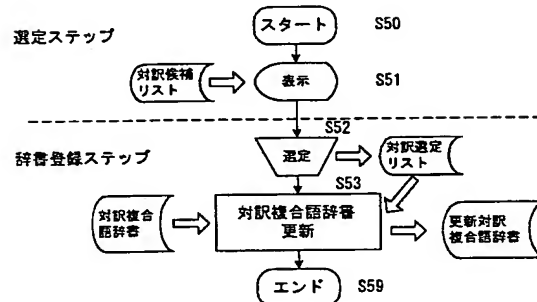 選定ステップ
スタート
S50
対訳候補
リスト
表示
S51
S52
辞書登録ステップ
選定
対訳選定
リスト
S53
対訳複合
語辞書
対訳複合語辞書
更新
更新対訳
複合語辞書
エンド
S59